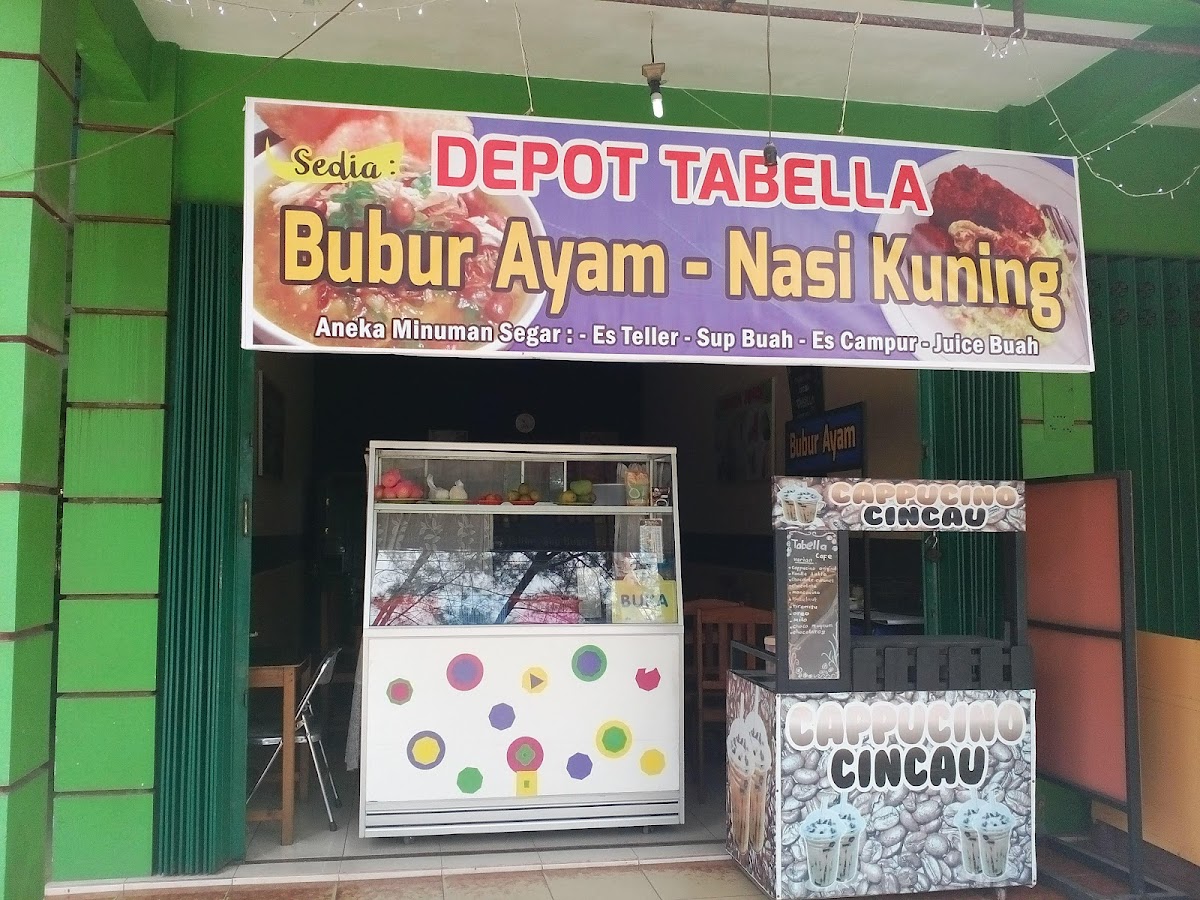 Sedia :
DEPOT TABELLA
Bubur Ayam - Nasi Kuning
Aneka Minuman Segar : - Es Teller - Sup Buah - Es Campur - Juice Buah
Bubur Ayam
CAPPUCINO
CINCAU
Tabella
Cafe
BUKA
CAPPUCINO
CINCAU